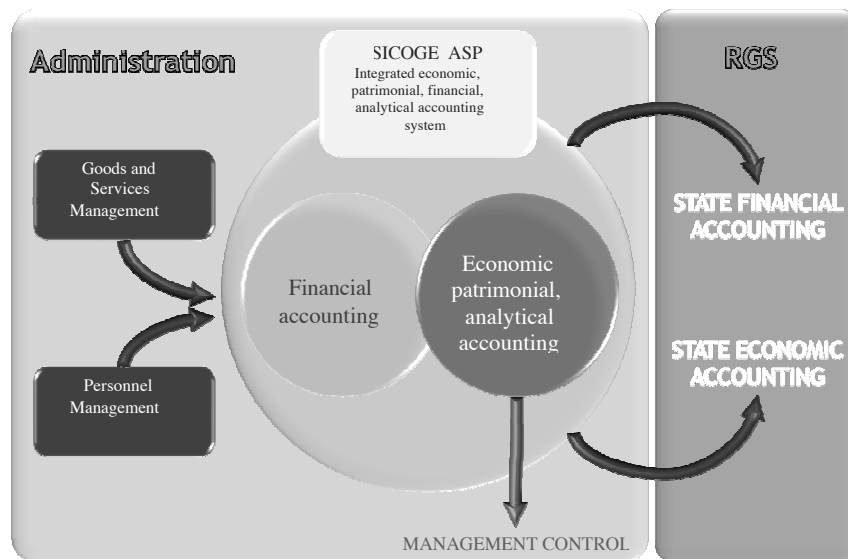 Administration
SICOGE ASP
Integrated economic,
patrimonial, financial,
analytical accounting
system
RGS
Goods and
Services
Management
STATE FINANCIAL
ACCOUNTING
Financial
accounting
Economic
patrimonial,
analytical
accounting
STATE ECONOMIC
ACCOUNTING
Personnel
Management
MANAGEMENT CONTROL